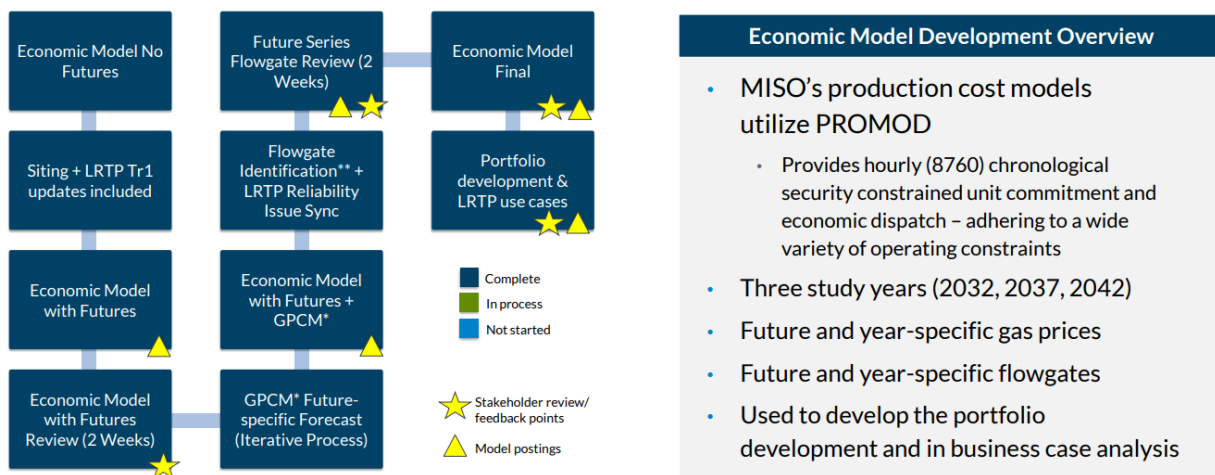 Economic Model No
Futures
Siting + LRTP Tr1
updates included
Economic Model
with Futures
Economic Model
with Futures
Review (2 Weeks)
GPCM* Future-
specific Forecast
(Iterative Process)
Economic Model
with Futures +
GPCM*
Flowgate
Identification** +
LRTP Reliability
Issue Sync
Future Series
Flowgate Review (2
Weeks)
Economic Model
Final
Portfolio
development &
LRTP use cases
Complete
In process
Not started
Stakeholder review/
feedback points
Model postings
Economic Model Development Overview
• MISO's production cost models
utilize PROMOD
• Provides hourly (8760) chronological
security constrained unit commitment and
economic dispatch – adhering to a wide
variety of operating constraints
• Three study years (2032, 2037, 2042)
• Future and year-specific gas prices
• Future and year-specific flowgates
• Used to develop the portfolio
development and in business case analysis